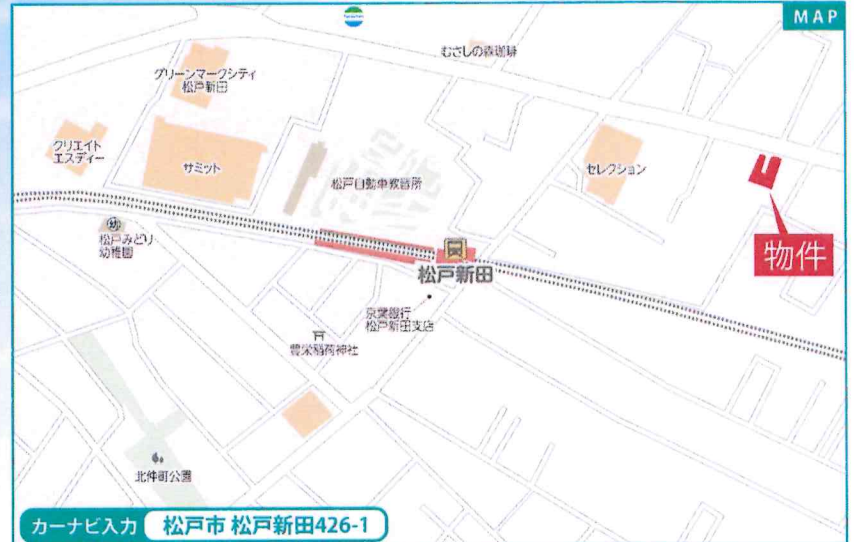 MAP
むさしの森珈琲
グリーンマークシティ
松戸新田
クリエイト
エスディー
サミット
松戸自動車教習所
セレクション
松戸みどり
幼稚園
物件
松戸新田
京葉銀行
松戸新田支店
豊栄稲荷神社
北仲町公園
カーナビ入力 松戸市 松戸新田426-1